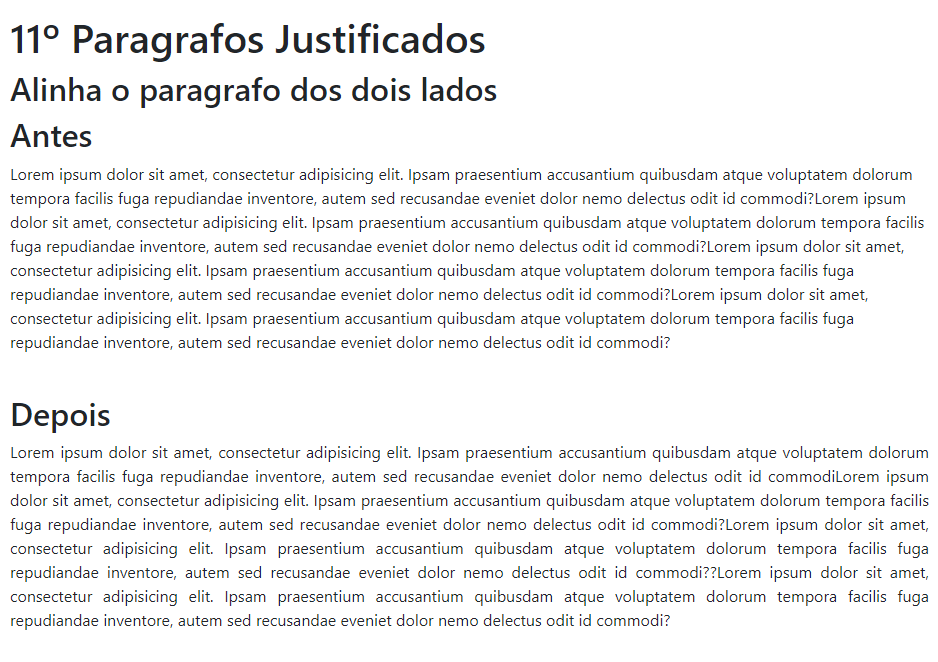 11º Paragrafos Justificados
Alinha o paragrafo dos dois lados
Antes
Lorem ipsum dolor sit amet, consectetur adipisicing elit. Ipsam praesentium accusantium quibusdam atque voluptatem dolorum
tempora facilis fuga repudiandae inventore, autem sed recusandae eveniet dolor nemo delectus odit id commodi?Lorem ipsum
dolor sit amet, consectetur adipisicing elit. Ipsam praesentium accusantium quibusdam atque voluptatem dolorum tempora facilis
fuga repudiandae inventore, autem sed recusandae eveniet dolor nemo delectus odit id commodi?Lorem ipsum dolor sit amet,
consectetur adipisicing elit. Ipsam praesentium accusantium quibusdam atque voluptatem dolorum tempora facilis fuga
repudiandae inventore, autem sed recusandae eveniet dolor nemo delectus odit id commodi?Lorem ipsum dolor sit amet,
consectetur adipisicing elit. Ipsam praesentium accusantium quibusdam atque voluptatem dolorum tempora facilis fuga
repudiandae inventore, autem sed recusandae eveniet dolor nemo delectus odit id commodi?
Depois
Lorem ipsum dolor sit amet, consectetur adipisicing elit. Ipsam praesentium accusantium quibusdam atque voluptatem dolorum
tempora facilis fuga repudiandae inventore, autem sed recusandae eveniet dolor nemo delectus odit id commodiLorem ipsum
dolor sit amet, consectetur adipisicing elit. Ipsam praesentium accusantium quibusdam atque voluptatem dolorum tempora facilis
fuga repudiandae inventore, autem sed recusandae eveniet dolor nemo delectus odit id commodi?Lorem ipsum dolor sit amet,
consectetur adipisicing elit. Ipsam praesentium accusantium quibusdam atque voluptatem dolorum tempora facilis fuga
repudiandae inventore, autem sed recusandae eveniet dolor nemo delectus odit id commodi??Lorem ipsum dolor sit amet,
consectetur adipisicing elit. Ipsam praesentium accusantium quibusdam atque voluptatem dolorum tempora facilis fuga
repudiandae inventore, autem sed recusandae eveniet dolor nemo delectus odit id commodi?